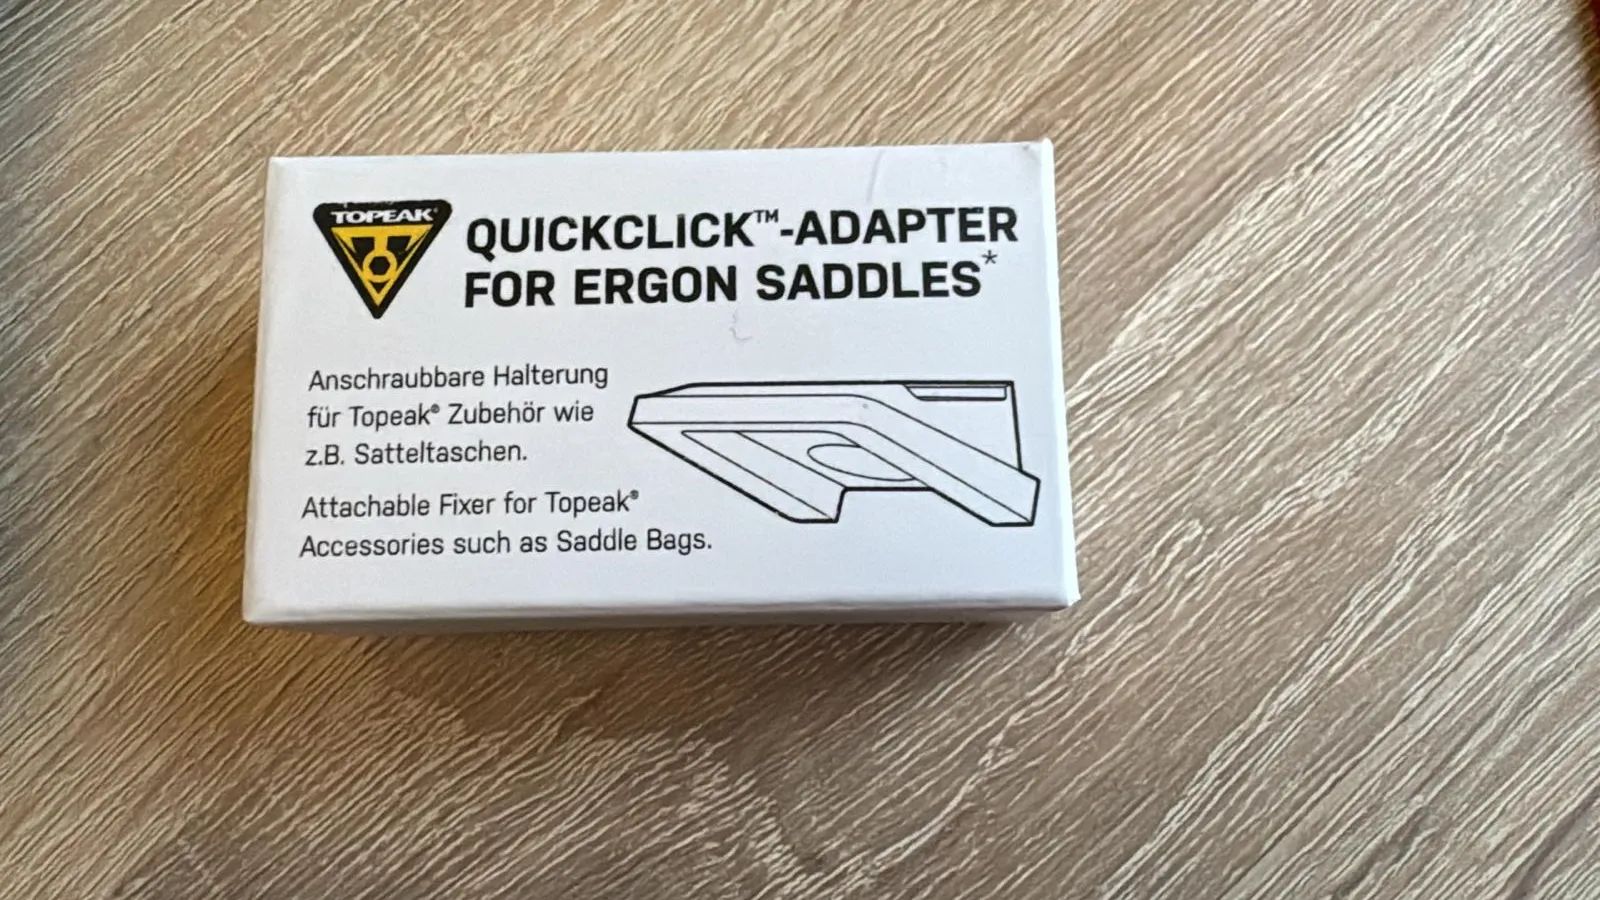 TOPEAK®
QUICKCLICK™-ADAPTER
FOR ERGON SADDLES*
Anschraubbare Halterung
für Topeak® Zubehör wie
z.B. Satteltaschen.
Attachable Fixer for Topeak®
Accessories such as Saddle Bags.